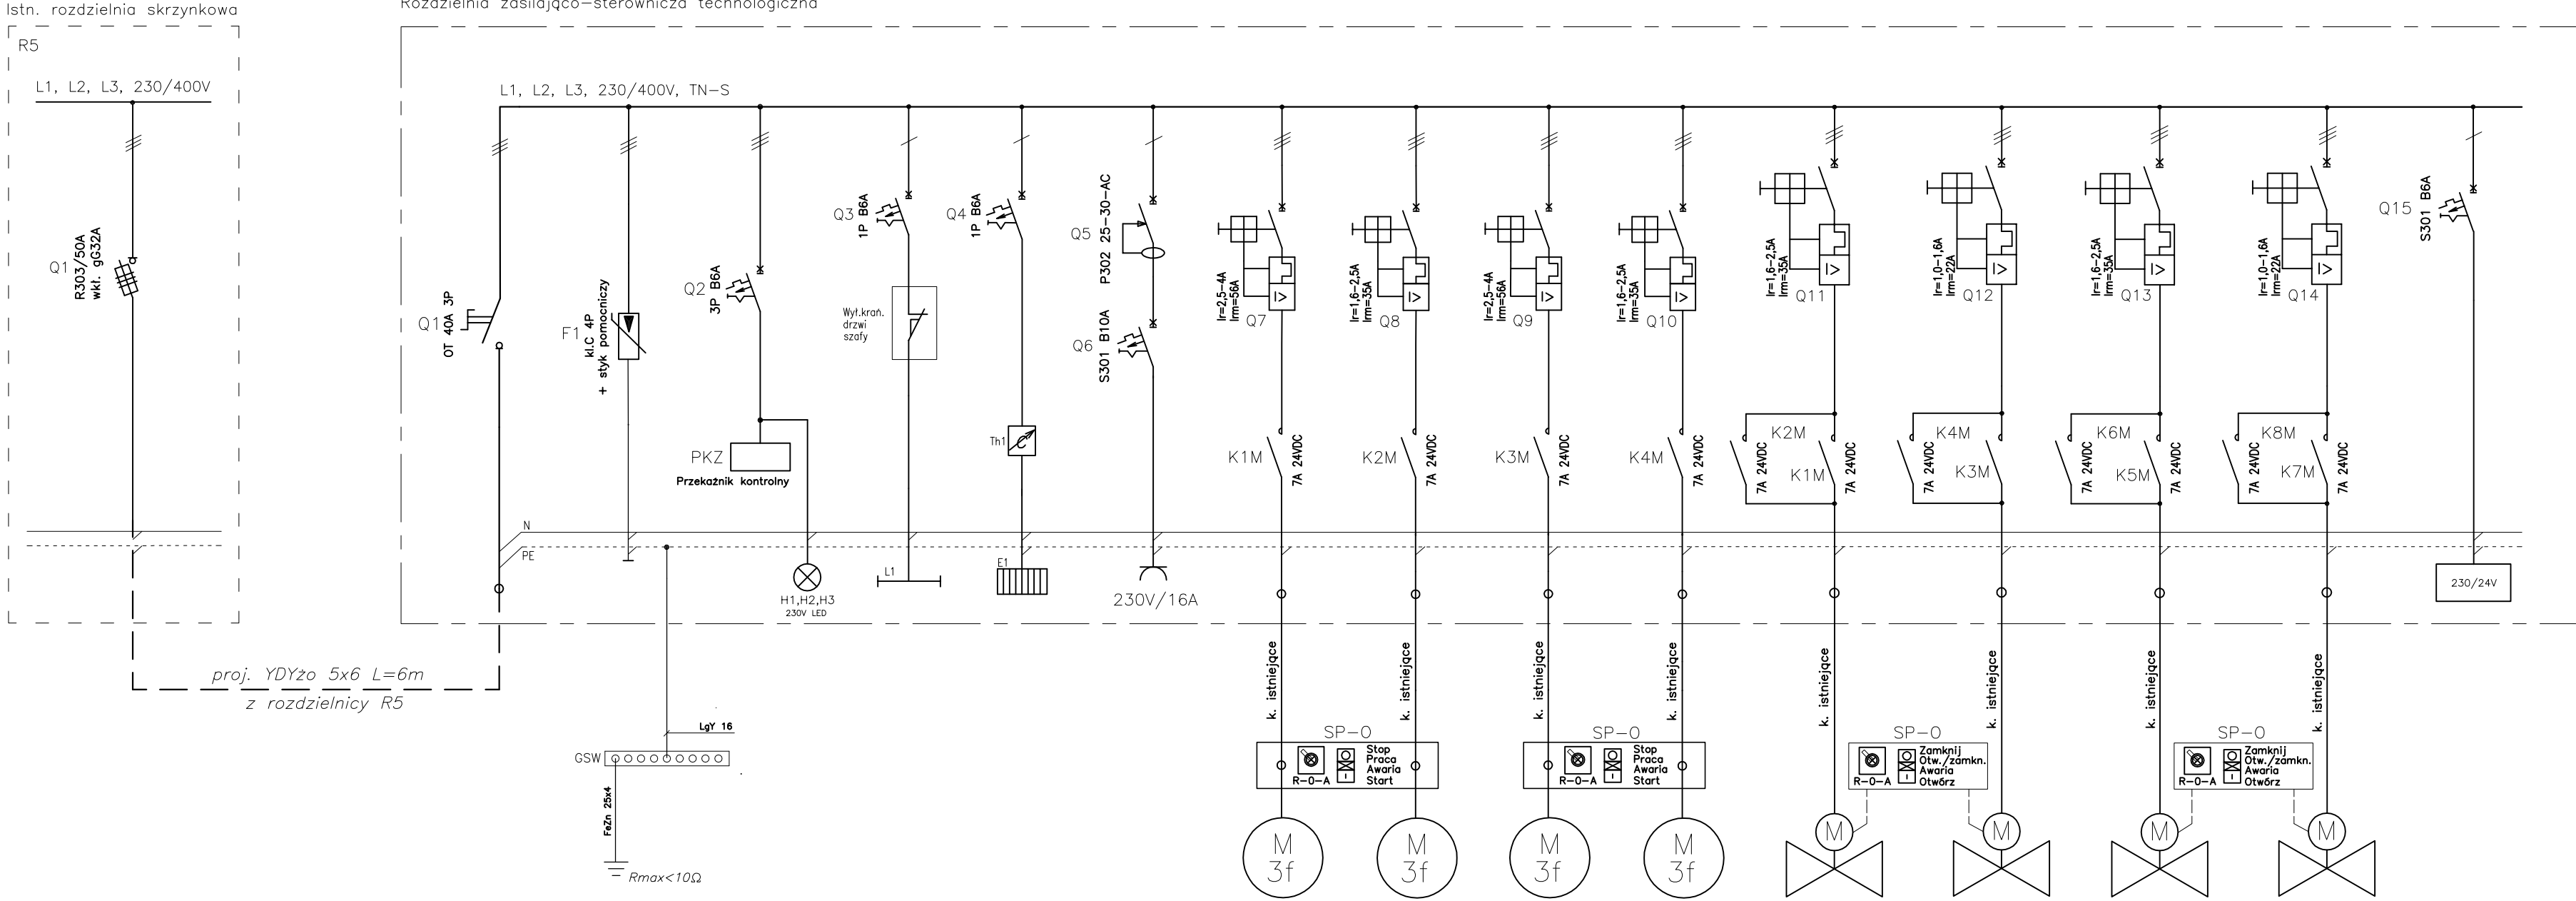 Istn. rozdzielnia skrzynkowa
R5
L1, L2, L3, 230/400V
Q1
R303/50A
wkł. gG32A
proj. YDYżo 5x6 L=6m
z rozdzielnicy R5
Rozdzielnia zasilająco-sterownicza technologiczna
L1, L2, L3, 230/400V, TN-S
Q1
OT 40A 3P
F1
kl.C 4P
+ styk pomocniczy
Q2
3P B6A
PKZ
Przekaźnik kontrolny
H1,H2,H3
230V LED
Q3
1P B6A
Wył.krań.
drzwi
szafy
L1
Q4
1P B6A
Th1
E1
Q5
P302 25-30-AC
Q6
S301 B10A
230V/16A
N
PE
Ir=2,5-4A
Irm=56A
Q7
Ir=1,6-2,5A
Irm=35A
Q8
Ir=2,5-4A
Irm=56A
Q9
Ir=1,6-2,5A
Irm=35A
Q10
Ir=1,6-2,5A
Irm=35A
Q11
Ir=1,0-1,6A
Irm=22A
Q12
Ir=1,6-2,5A
Irm=35A
Q13
Ir=1,0-1,6A
Irm=22A
Q14
Q15
S301 B6A
K1M
7A 24VDC
K2M
7A 24VDC
K3M
7A 24VDC
K4M
7A 24VDC
K2M
7A 24VDC
K1M
7A 24VDC
K4M
7A 24VDC
K3M
7A 24VDC
K6M
7A 24VDC
K5M
7A 24VDC
K8M
7A 24VDC
K7M
7A 24VDC
230/24V
k. istniejące
k. istniejące
k. istniejące
k. istniejące
k. istniejące
k. istniejące
k. istniejące
k. istniejące
LgY 16
GSW
FeZn 25x4
Rmax<10Ω
SP-0
R-0-A
Stop
Praca
Awaria
Start
SP-0
R-0-A
Stop
Praca
Awaria
Start
SP-0
R-0-A
Zamknij
Otw./zamkn.
Awaria
Otwórz
SP-0
R-0-A
Zamknij
Otw./zamkn.
Awaria
Otwórz
M
3f
M
3f
M
3f
M
3f
M
M
M
M